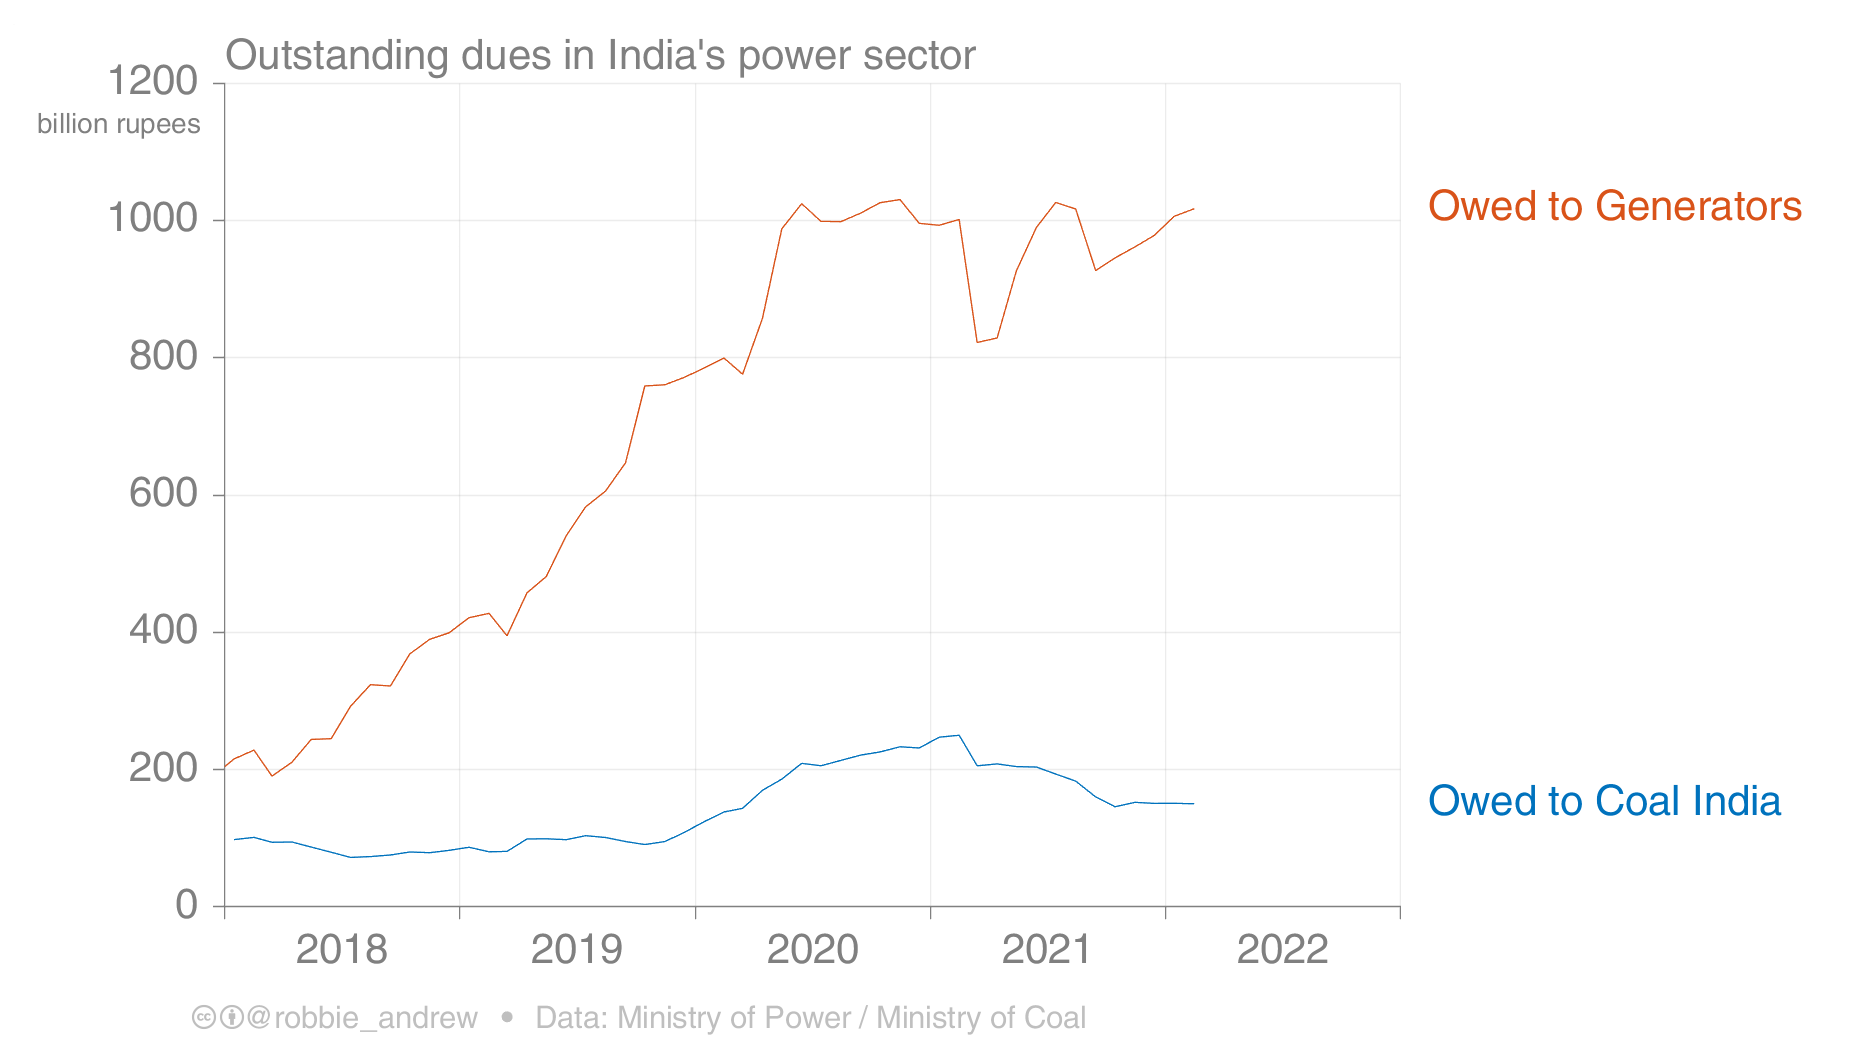 Outstanding dues in India's power sector
1200
billion rupees
1000
800
600
400
200
0
Owed to Generators
Owed to Coal India
2018 2019 2020 2021 2022
cc @robbie_andrew • Data: Ministry of Power / Ministry of Coal